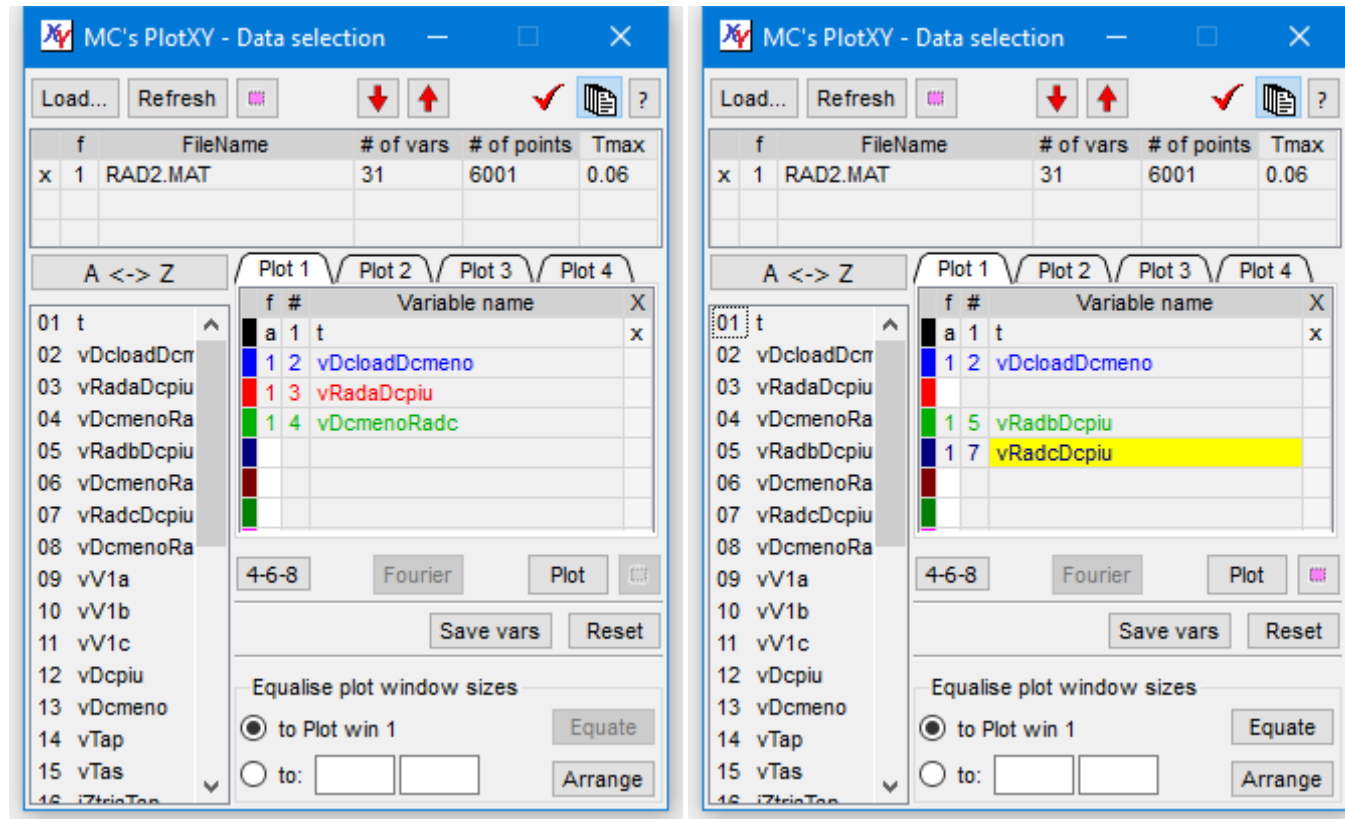 MC's PlotXY - Data selection
Load... Refresh ?
f FileName # of vars # of points Tmax
x 1 RAD2.MAT 31 6001 0.06
A <-> Z Plot 1 Plot 2 Plot 3 Plot 4
f # Variable name X
01 t
a 1 t x
02 vDcloadDcm
1 2 vDcloadDcmeno
03 vRadaDcpiu
1 3 vRadaDcpiu
04 vDcmenoRa
1 4 vDcmenoRadc
05 vRadbDcpiu
06 vDcmenoRa
07 vRadcDcpiu
08 vDcmenoRa
09 vV1a
10 vV1b
11 vV1c
12 vDcpiu
13 vDcmeno
14 vTap
15 vTas
16 iZtrigTap
4-6-8 Fourier Plot
Save vars Reset
Equalise plot window sizes
to Plot win 1 Equate
to: Arrange
MC's PlotXY - Data selection
Load... Refresh ?
f FileName # of vars # of points Tmax
x 1 RAD2.MAT 31 6001 0.06
A <-> Z Plot 1 Plot 2 Plot 3 Plot 4
f # Variable name X
01 t
a 1 t x
02 vDcloadDcm
1 2 vDcloadDcmeno
03 vRadaDcpiu
04 vDcmenoRa
1 5 vRadbDcpiu
05 vRadbDcpiu
1 7 vRadcDcpiu
06 vDcmenoRa
07 vRadcDcpiu
08 vDcmenoRa
09 vV1a
10 vV1b
11 vV1c
12 vDcpiu
13 vDcmeno
14 vTap
15 vTas
16
4-6-8 Fourier Plot
Save vars Reset
Equalise plot window sizes
to Plot win 1 Equate
to: Arrange